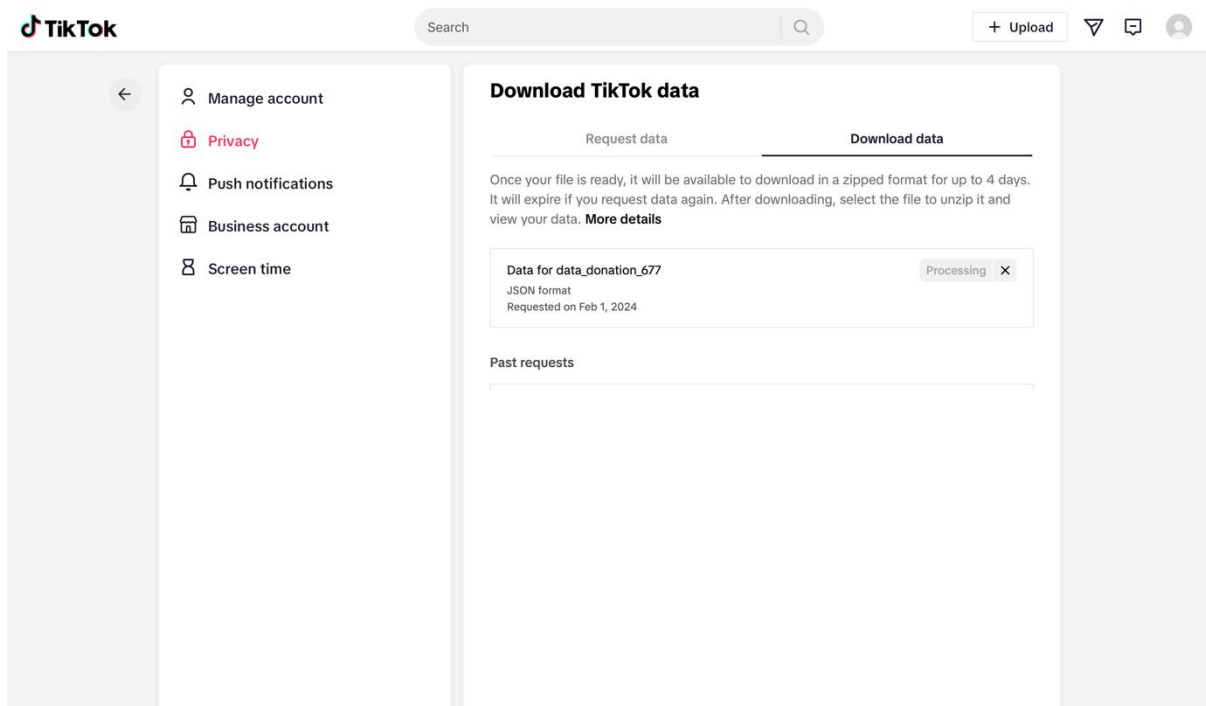 TikTok
Search
+ Upload
Manage account
Privacy
Push notifications
Business account
Screen time
Download TikTok data
Request data
Download data
Once your file is ready, it will be available to download in a zipped format for up to 4 days.
It will expire if you request data again. After downloading, select the file to unzip it and
view your data. More details
Data for data_donation_677
Processing
JSON format
Requested on Feb 1, 2024
Past requests